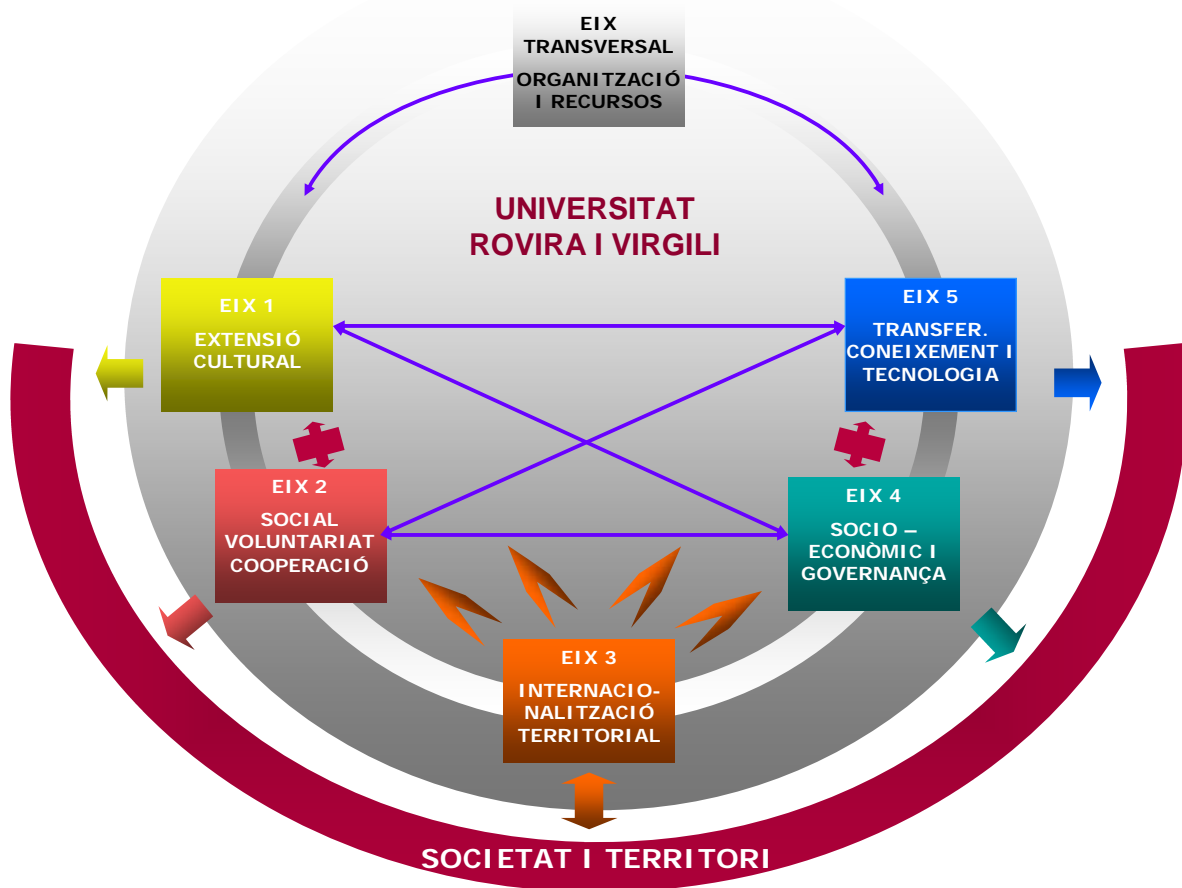 EIX
TRANSVERSAL
ORGANITZACIÓ
I RECURSOS
UNIVERSITAT
ROVIRA I VIRGILI
EIX 1
EXTENSIÓ
CULTURAL
EIX 5
TRANSFER.
CONEIXEMENT I
TECNOLOGIA
EIX 2
SOCIAL
VOLUNTARIAT
COOPERACIÓ
EIX 4
SOCIO –
ECONÒMIC I
GOVERNANÇA
EIX 3
INTERNACIO-
NALITZACIÓ
TERRITORIAL
SOCIETAT I TERRITORI